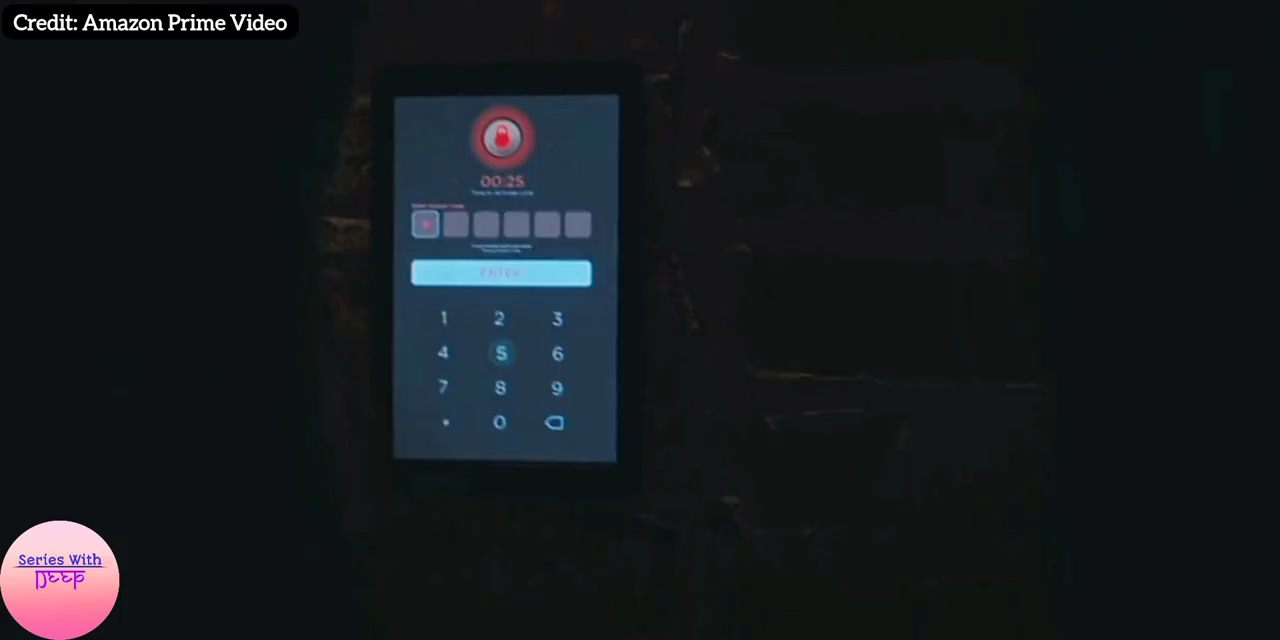 Credit: Amazon Prime Video
00:25
ENTER
1 2 3
4 5 6
7 8 9
0
Series With
Deep